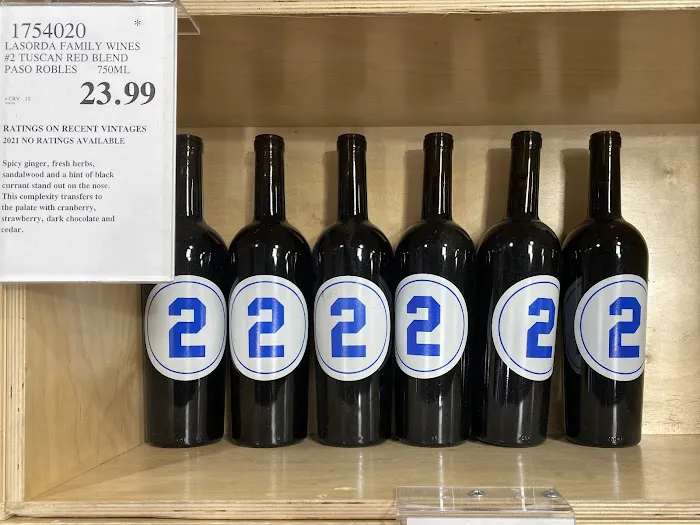 1754020 *
LASORDA FAMILY WINES
#2 TUSCAN RED BLEND
PASO ROBLES 750ML
23.99
RATINGS ON RECENT VINTAGES
2021 NO RATINGS AVAILABLE
Spicy ginger, fresh herbs,
sandalwood and a hint of black
currant stand out on the nose.
This complexity transfers to
the palate with cranberry,
strawberry, dark chocolate and
cedar.
2 2 2 2 2 2